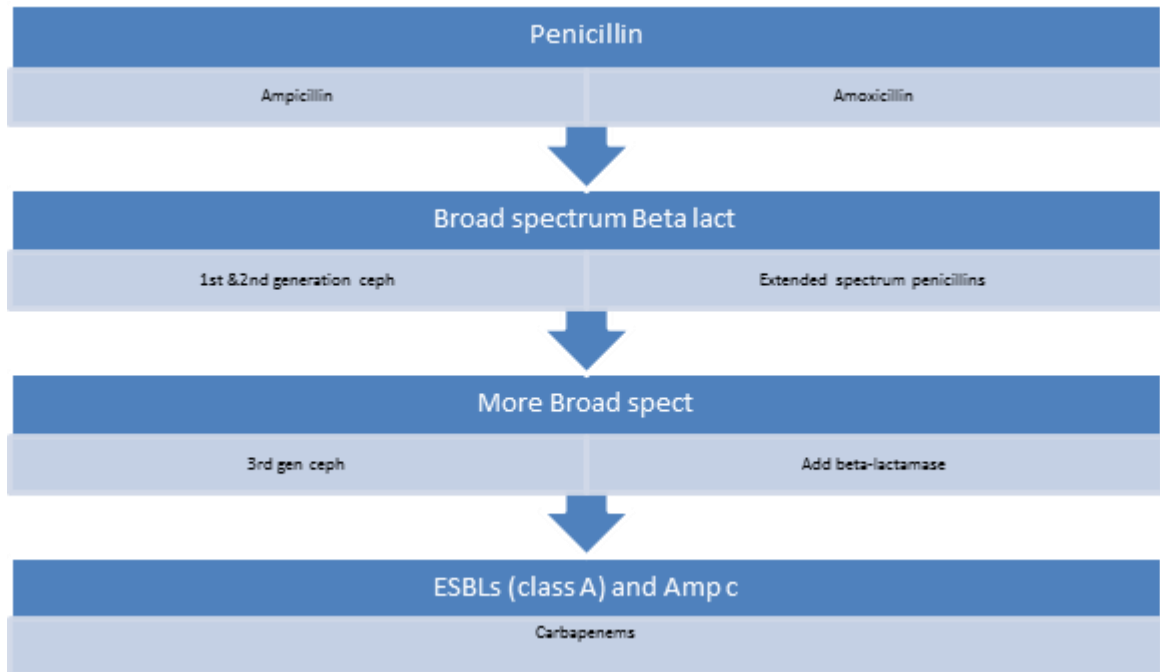 Penicillin
Ampicillin
Amoxicillin
Broad spectrum Beta lact
1st &2nd generation ceph
Extended spectrum penicillins
More Broad spect
3rd gen ceph
Add beta-lactamase
ESBLs (class A) and Amp c
Carbapenems